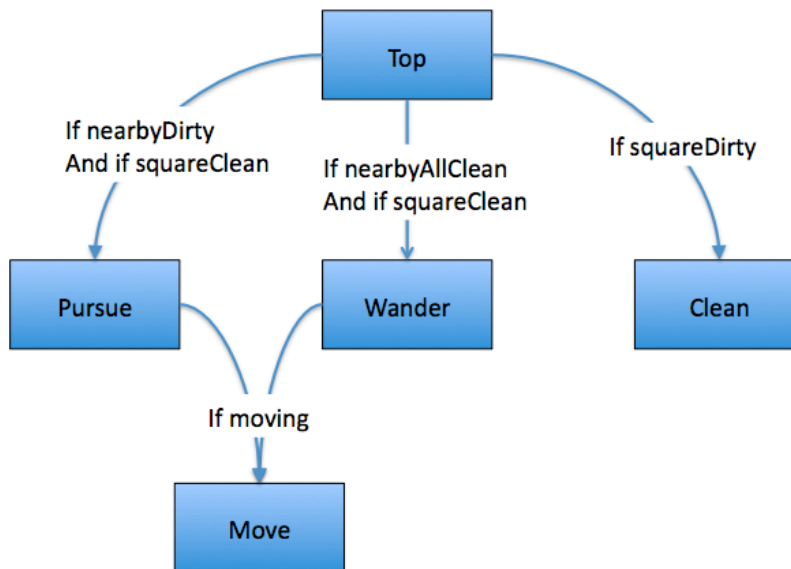 Top
If nearbyDirty
And if squareClean
If nearbyAllClean
And if squareClean
If squareDirty
Pursue
Wander
Clean
If moving
Move